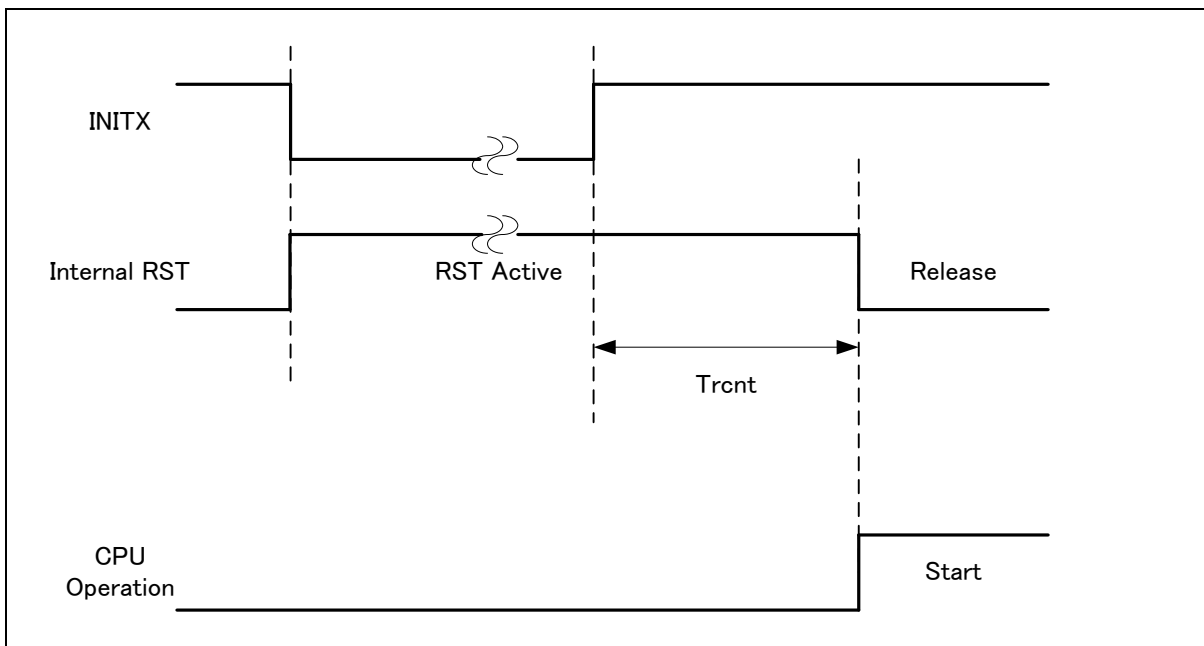 INITX
Internal RST
RST Active
Release
Trcnt
CPU
Operation
Start